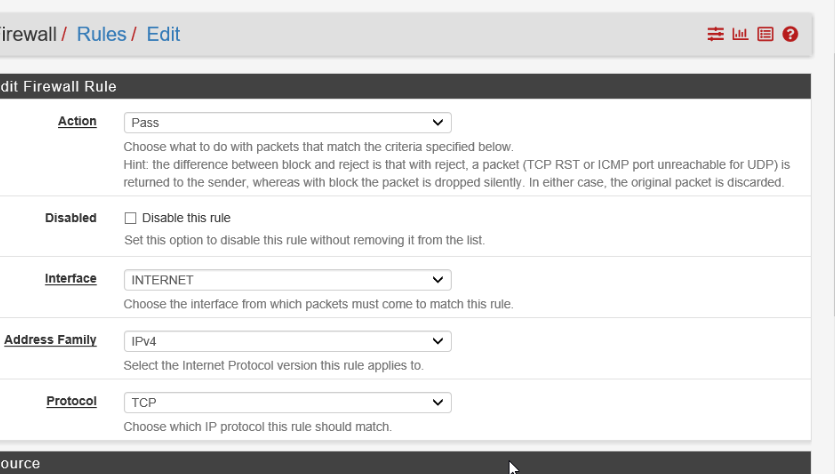 irewall / Rules / Edit
dit Firewall Rule
Action
Pass
Choose what to do with packets that match the criteria specified below.
Hint: the difference between block and reject is that with reject, a packet (TCP RST or ICMP port unreachable for UDP) is
returned to the sender, whereas with block the packet is dropped silently. In either case, the original packet is discarded.
Disabled
Disable this rule
Set this option to disable this rule without removing it from the list.
Interface
INTERNET
Choose the interface from which packets must come to match this rule.
Address Family
IPv4
Select the Internet Protocol version this rule applies to.
Protocol
TCP
Choose which IP protocol this rule should match.
ource